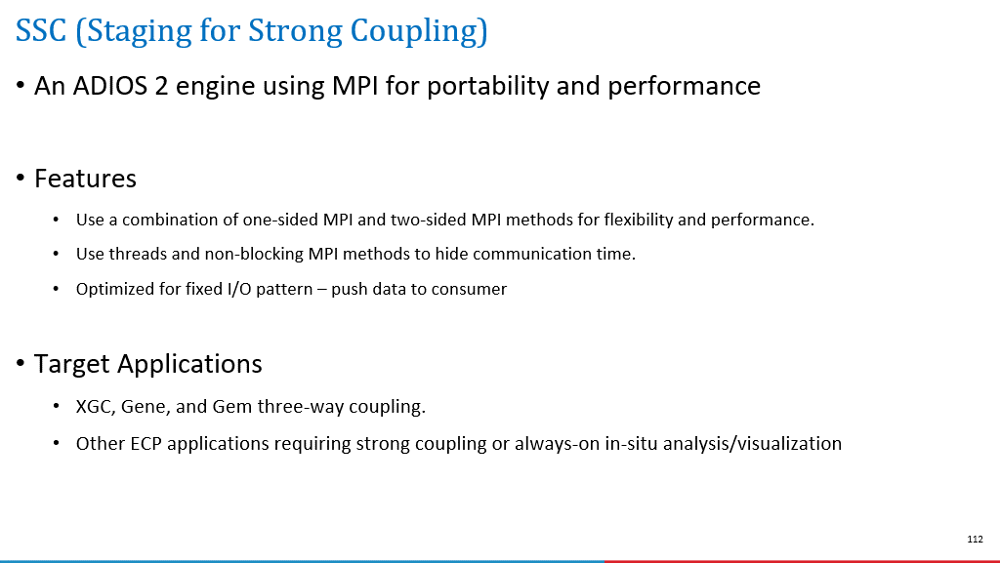 SSC (Staging for Strong Coupling)
• An ADIOS 2 engine using MPI for portability and performance
• Features
• Use a combination of one-sided MPI and two-sided MPI methods for flexibility and performance.
• Use threads and non-blocking MPI methods to hide communication time.
• Optimized for fixed I/O pattern – push data to consumer
• Target Applications
• XGC, Gene, and Gem three-way coupling.
• Other ECP applications requiring strong coupling or always-on in-situ analysis/visualization
112